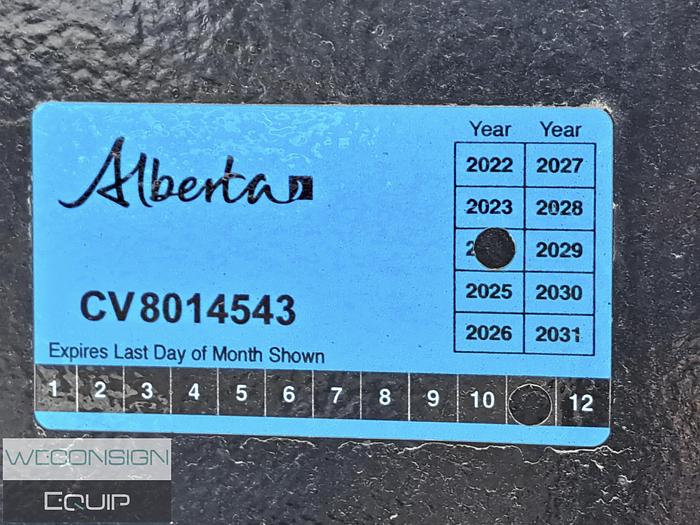 Alberta
Year Year
2022 2027
2023 2028
2029
2025 2030
2026 2031
CV8014543
Expires Last Day of Month Shown
1 2 3 4 5 6 7 8 9 10 12
WECONSIGN
EQUIP